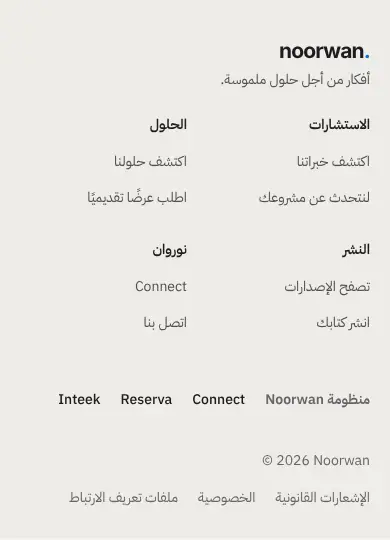 noorwan.
أفكار من أجل حلول ملموسة.
الاستشارات
اكتشف خبراتنا
لنتحدث عن مشروعك
الحلول
اكتشف حلولنا
اطلب عرضًا تقديميًا
النشر
تصفح الإصدارات
انشر كتابك
نوروان
Connect
اتصل بنا
منظومة Noorwan Connect Reserva Inteek
© 2026 Noorwan
الإشعارات القانونية الخصوصية ملفات تعريف الارتباط